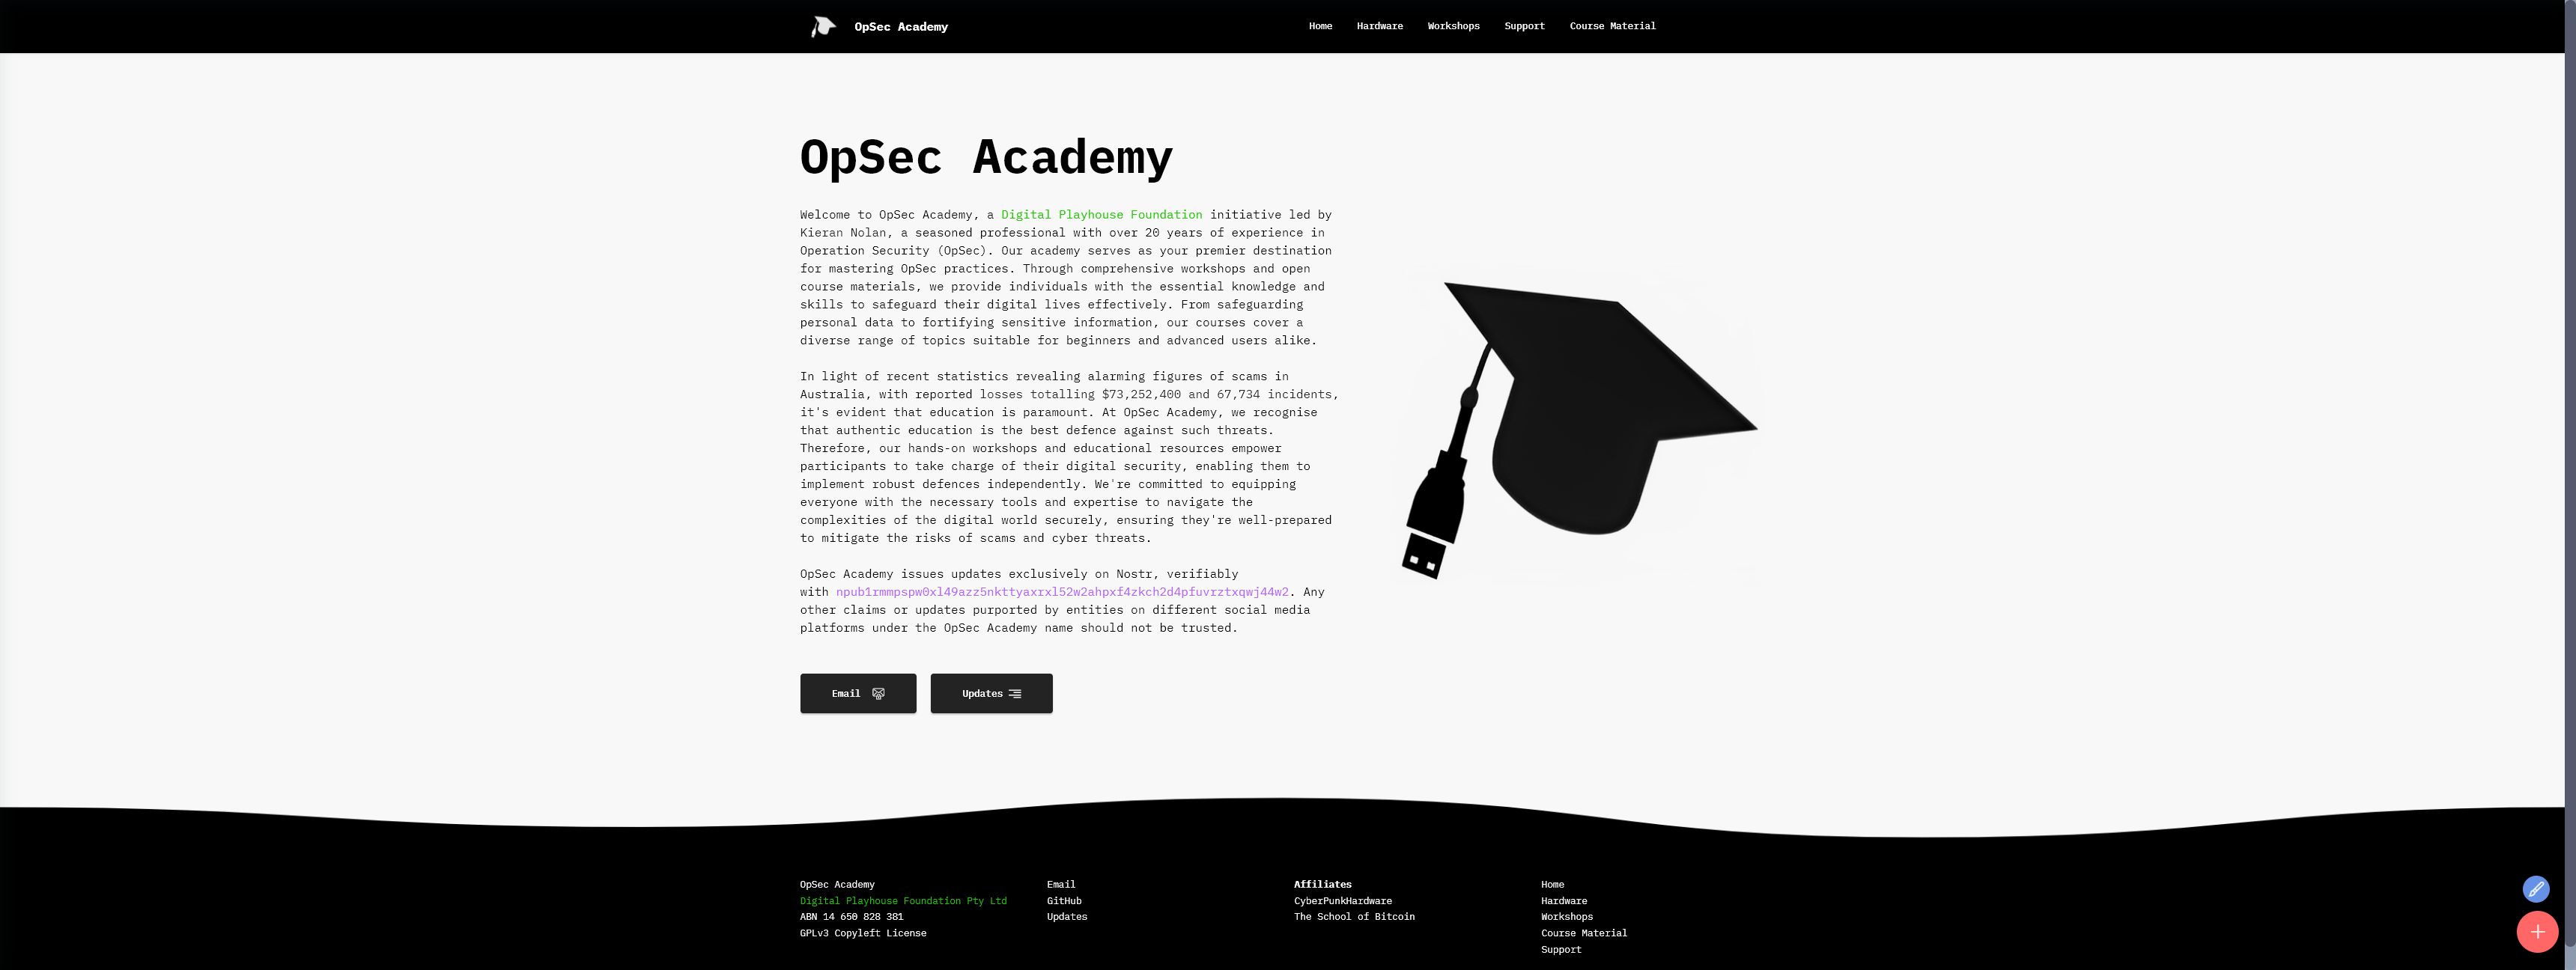 OpSec Academy
Home Hardware Workshops Support Course Material
OpSec Academy
Welcome to OpSec Academy, a Digital Playhouse Foundation initiative led by
Kieran Nolan, a seasoned professional with over 20 years of experience in
Operation Security (OpSec). Our academy serves as your premier destination
for mastering OpSec practices. Through comprehensive workshops and open
course materials, we provide individuals with the essential knowledge and
skills to safeguard their digital lives effectively. From safeguarding
personal data to fortifying sensitive information, our courses cover a
diverse range of topics suitable for beginners and advanced users alike.
In light of recent statistics revealing alarming figures of scams in
Australia, with reported losses totalling $73,252,400 and 67,734 incidents,
it's evident that education is paramount. At OpSec Academy, we recognise
that authentic education is the best defence against such threats.
Therefore, our hands-on workshops and educational resources empower
participants to take charge of their digital security, enabling them to
implement robust defences independently. We're committed to equipping
everyone with the necessary tools and expertise to navigate the
complexities of the digital world securely, ensuring they're well-prepared
to mitigate the risks of scams and cyber threats.
OpSec Academy issues updates exclusively on Nostr, verifiably
with npub1rmmpspw0xl49azz5nkttyaxrxl52w2ahpxf4zkch2d4pfuvrztxqwj44w2. Any
other claims or updates purported by entities on different social media
platforms under the OpSec Academy name should not be trusted.
Email
Updates
OpSec Academy
Digital Playhouse Foundation Pty Ltd
ABN 14 650 828 381
GPLv3 Copyleft License
Email
GitHub
Updates
Affiliates
CyberPunkHardware
The School of Bitcoin
Home
Hardware
Workshops
Course Material
Support